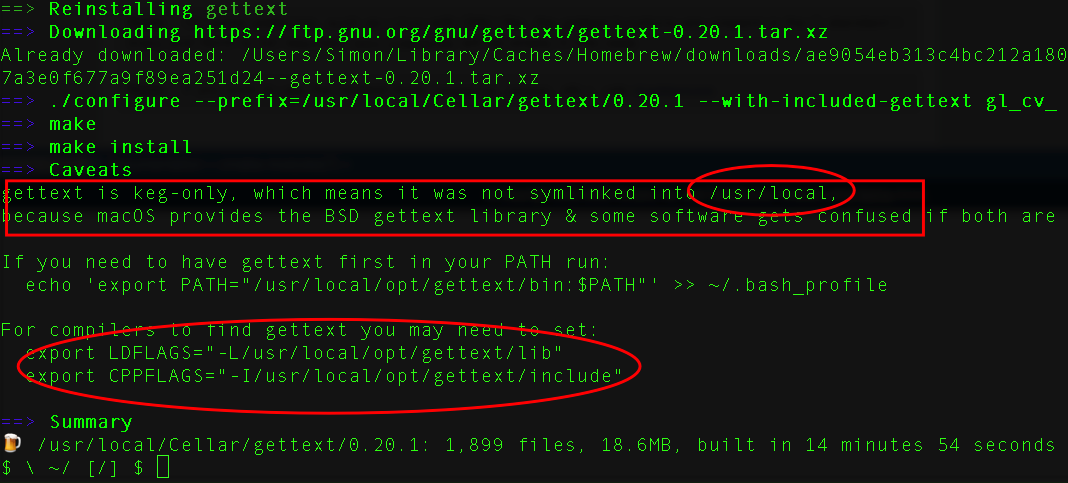 ==> Reinstalling gettext
==> Downloading https://ftp.gnu.org/gnu/gettext/gettext-0.20.1.tar.xz
Already downloaded: /Users/Simon/Library/Caches/Homebrew/downloads/ae9054eb313c4bc212a180
7a3e0f677a9f89ea251d24--gettext-0.20.1.tar.xz
==> ./configure --prefix=/usr/local/Cellar/gettext/0.20.1 --with-included-gettext gl_cv_
==> make
==> make install
==> Caveats
gettext is keg-only, which means it was not symlinked into /usr/local,
because macOS provides the BSD gettext library & some software gets confused if both are
If you need to have gettext first in your PATH run:
echo 'export PATH="/usr/local/opt/gettext/bin:$PATH"' >> ~/.bash_profile
For compilers to find gettext you may need to set:
export LDFLAGS="-L/usr/local/opt/gettext/lib"
export CPPFLAGS="-I/usr/local/opt/gettext/include"
==> Summary
🍺 /usr/local/Cellar/gettext/0.20.1: 1,899 files, 18.6MB, built in 14 minutes 54 seconds
$ \ ~/ [/] $